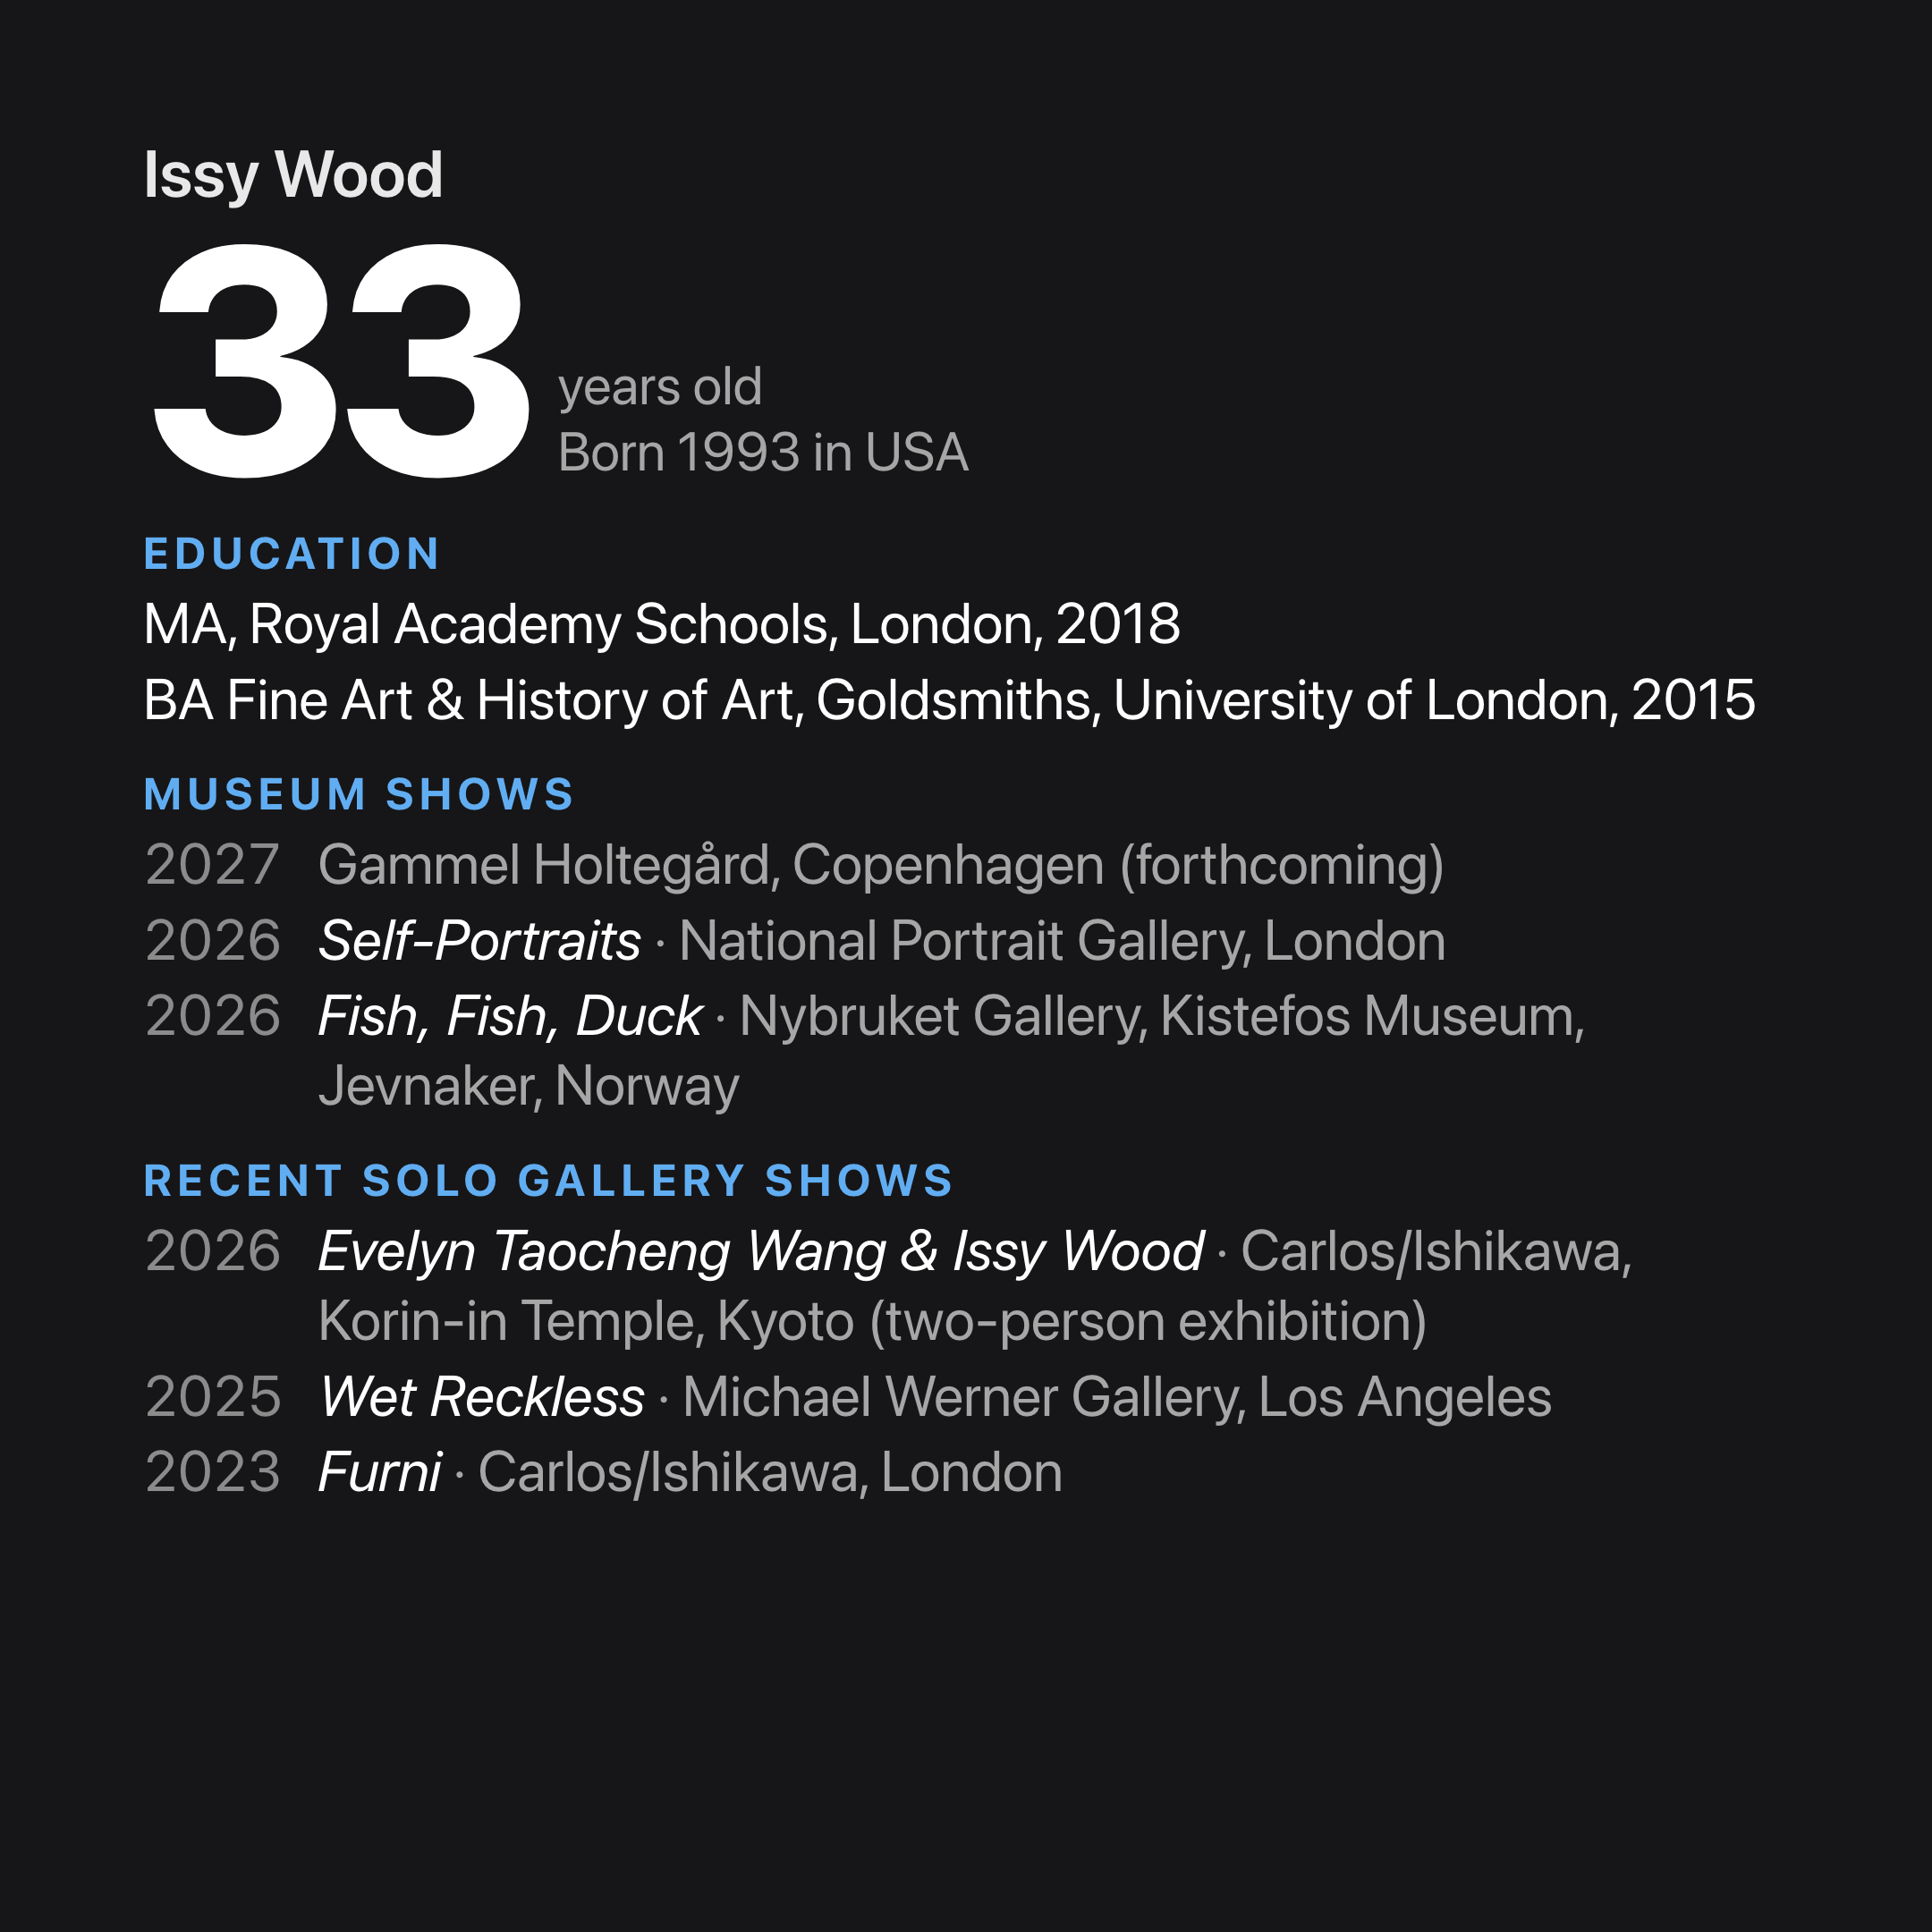 Issy Wood
33
years old
Born 1993 in USA
EDUCATION
MA, Royal Academy Schools, London, 2018
BA Fine Art & History of Art, Goldsmiths, University of London, 2015
MUSEUM SHOWS
2027 Gammel Holtegård, Copenhagen (forthcoming)
2026 Self-Portraits · National Portrait Gallery, London
2026 Fish, Fish, Duck · Nybruket Gallery, Kistefos Museum,
Jevnaker, Norway
RECENT SOLO GALLERY SHOWS
2026 Evelyn Taocheng Wang & Issy Wood · Carlos/Ishikawa,
Korin-in Temple, Kyoto (two-person exhibition)
2025 Wet Reckless · Michael Werner Gallery, Los Angeles
2023 Furni · Carlos/Ishikawa, London